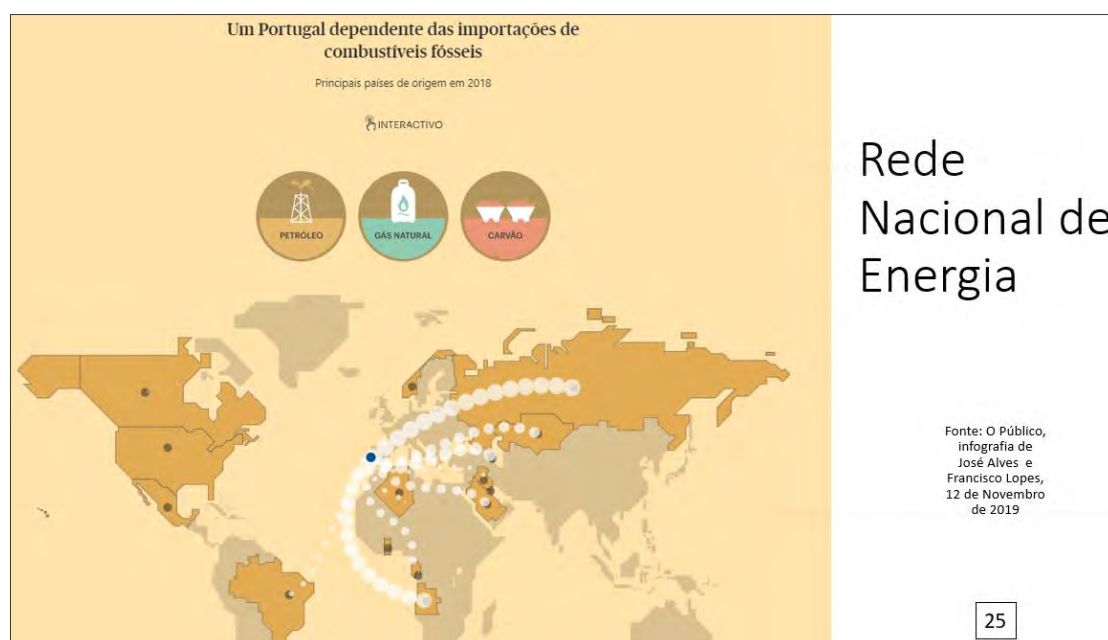 Um Portugal dependente das importações de
combustíveis fósseis
Principais países de origem em 2018
INTERACTIVO
PETRÓLEO
GÁS NATURAL
CARVÃO
Rede
Nacional de
Energia
Fonte: O Público,
infografia de
José Alves e
Francisco Lopes,
12 de Novembro
de 2019
25